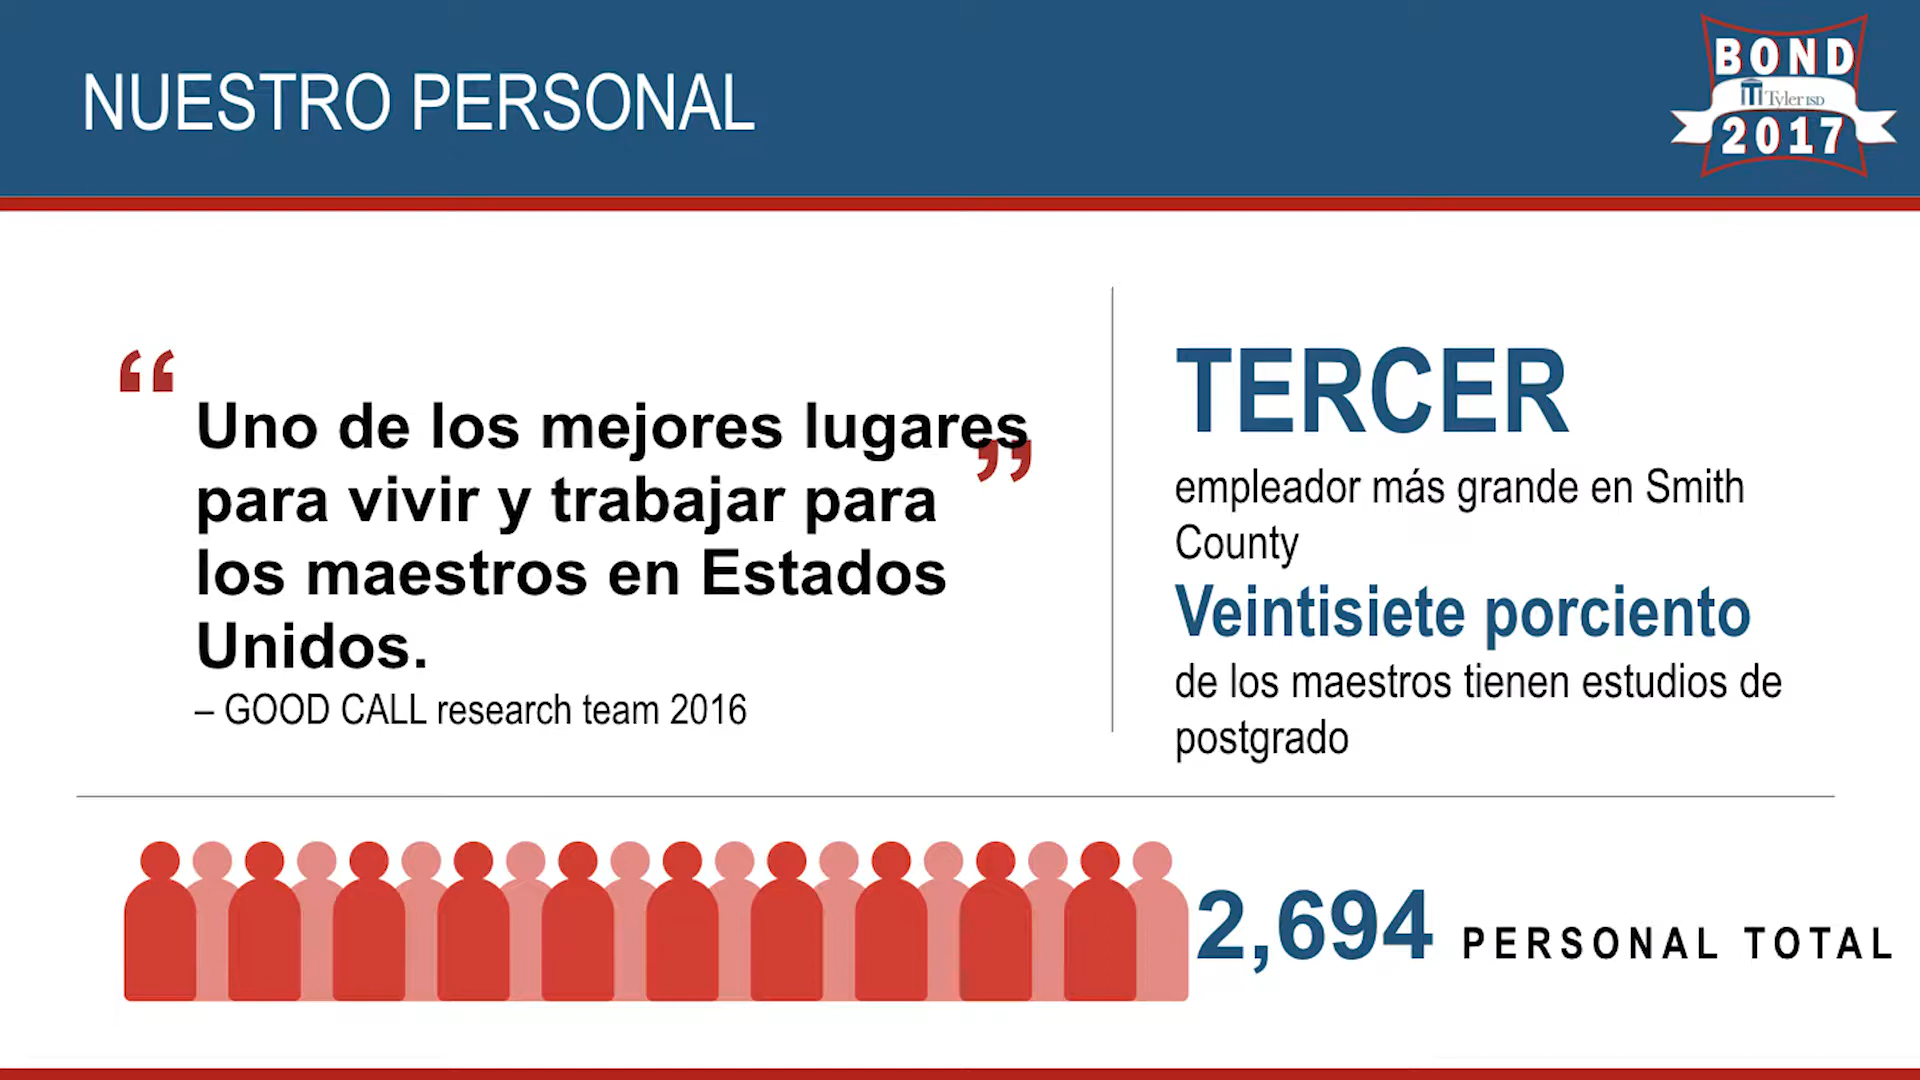 NUESTRO PERSONAL
BOND
Tyler ISD
2017
“
Uno de los mejores lugares
para vivir y trabajar para
los maestros en Estados
Unidos.
”
– GOOD CALL research team 2016
TERCER
empleador más grande en Smith
County
Veintisiete porciento
de los maestros tienen estudios de
postgrado
2,694 PERSONAL TOTAL